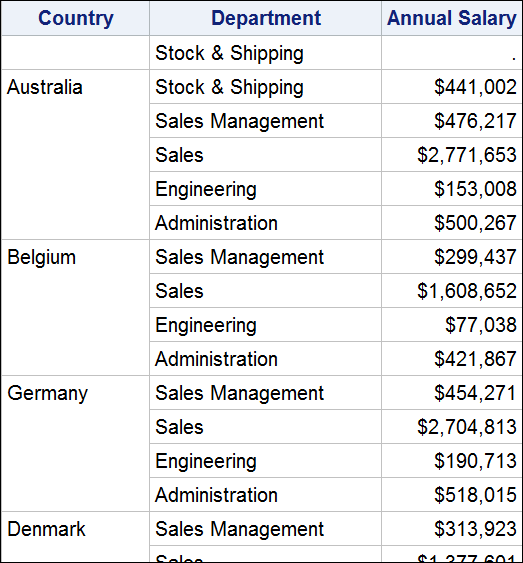 Country Department Annual Salary
Stock & Shipping .
Australia Stock & Shipping $441,002
Sales Management $476,217
Sales $2,771,653
Engineering $153,008
Administration $500,267
Belgium Sales Management $299,437
Sales $1,608,652
Engineering $77,038
Administration $421,867
Germany Sales Management $454,271
Sales $2,704,813
Engineering $190,713
Administration $518,015
Denmark Sales Management $313,923
Sales $1,377,601